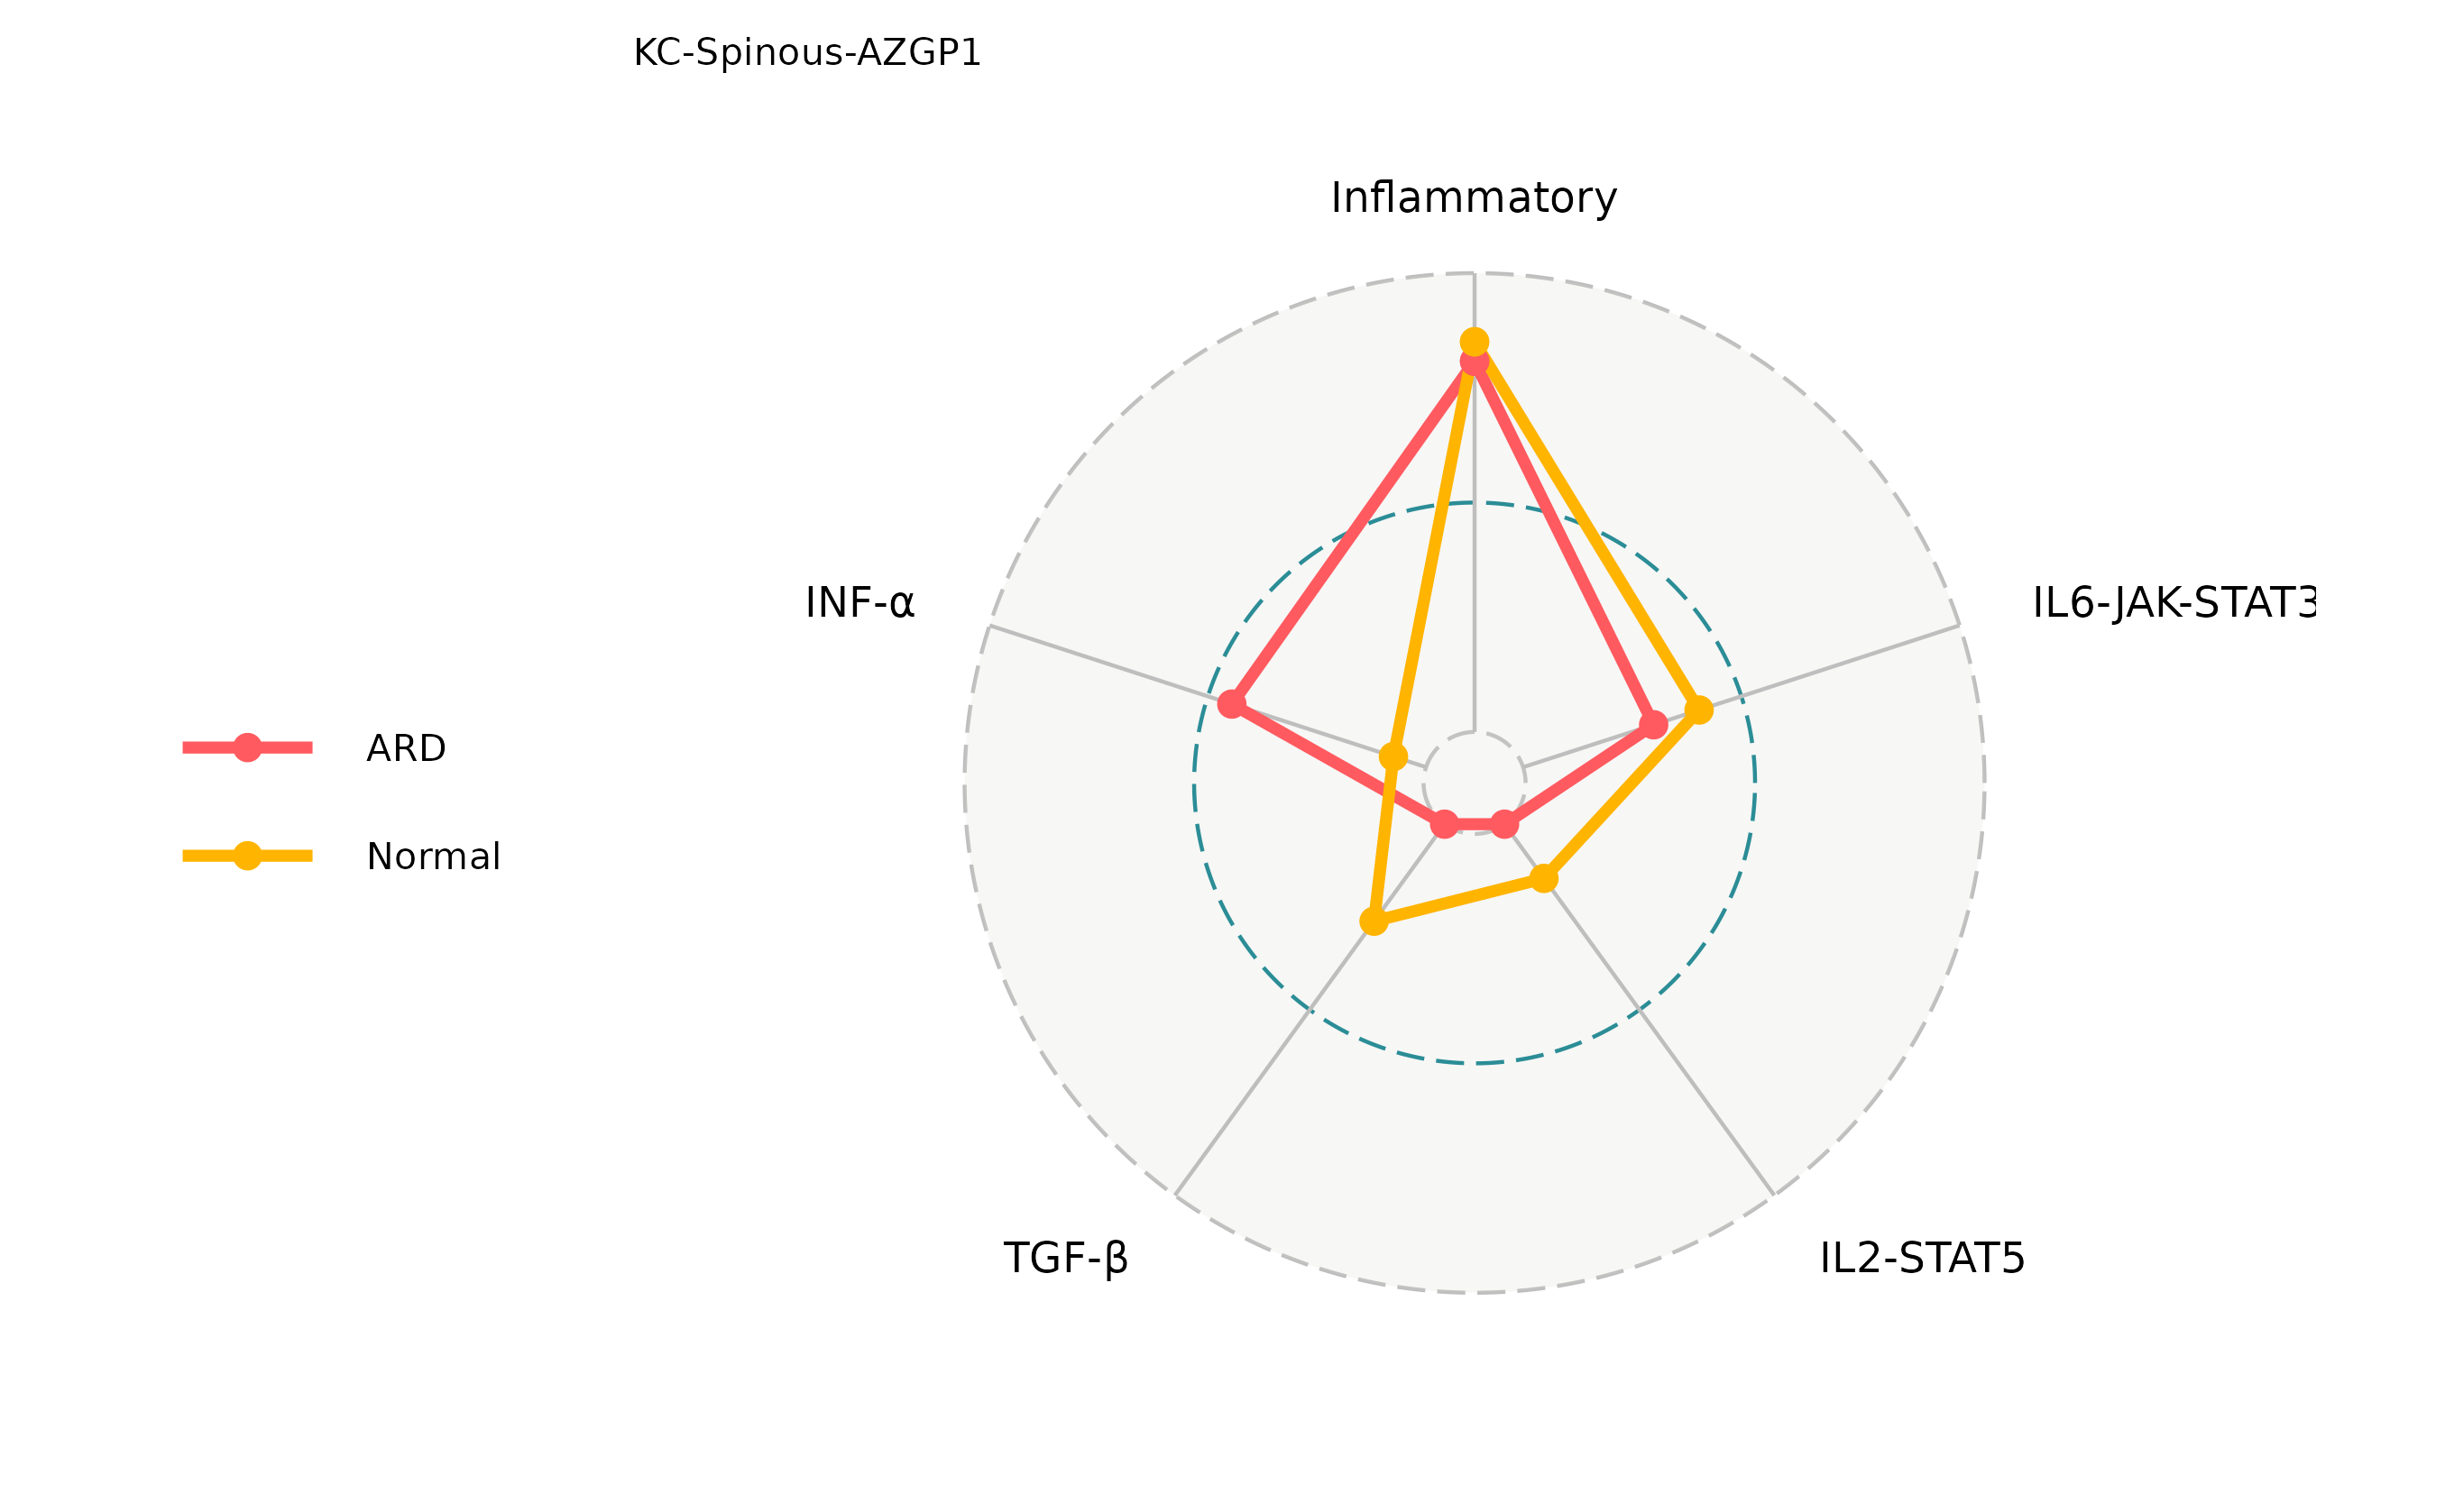 KC-Spinous-AZGP1
Inflammatory
INF-α
IL6-JAK-STAT3
ARD
Normal
TGF-β
IL2-STAT5